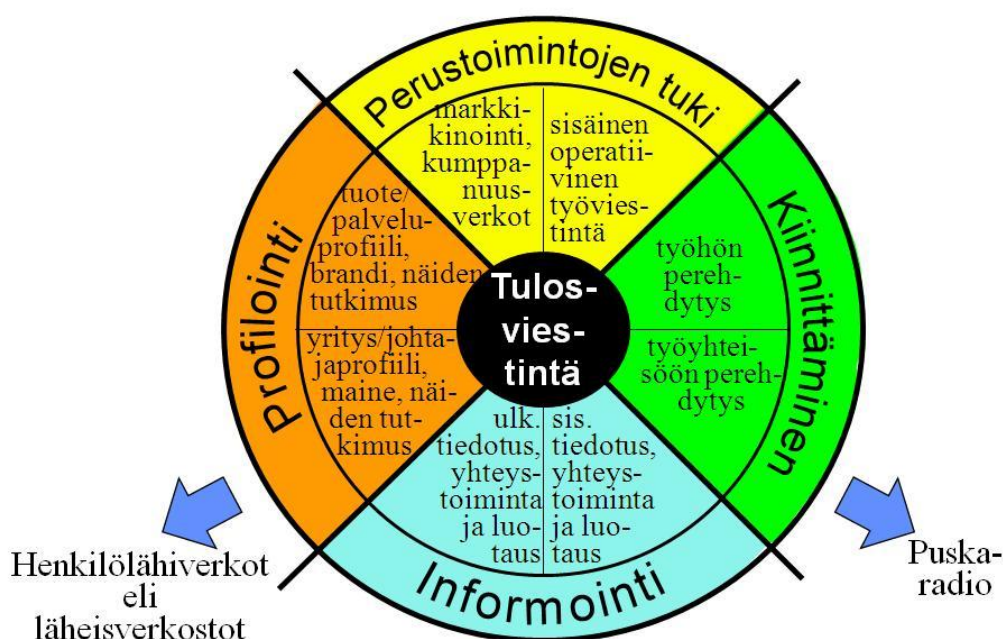 Perustoimintojen tuki
markki-
kinointi,
kumppa-
nuus-
verkot
sisäinen
operatii-
vinen
työvies-
tintä
Profilointi
tuote/
palvelu-
profiili,
brandi, näiden
tutkimus
yritys/johta-
japrofiili,
maine, näi-
den tut-
kimus
Tulos-
vies-
tintä
Kiinnittäminen
työhön
pereh-
dytys
työyhtei-
söön pereh-
dytys
ulk.
tiedotus,
yhteys-
toiminta
ja luo-
taus
sis.
tiedotus,
yhteys-
toiminta
ja luo-
taus
Informointi
Henkilölähiverkot
eli
läheisverkostot
Puska-
radio